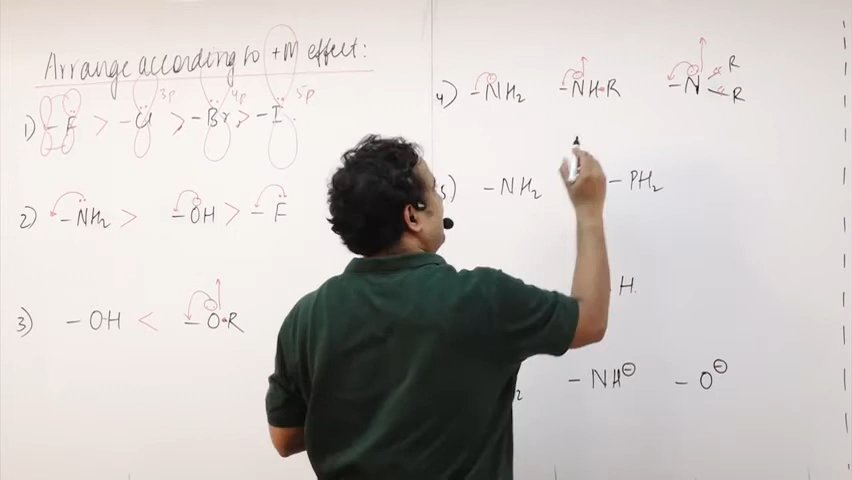 Arrange according to +M effect:
1) -F > -Cl > -Br > -I
3p 4p 5p
2) -NH₂ > -OH > -F
3) -OH < -O-R
4) -NH₂ -NH-R -N R R
5) -NH₂ -PH₂
H
₂ -NH⊖ -O⊖